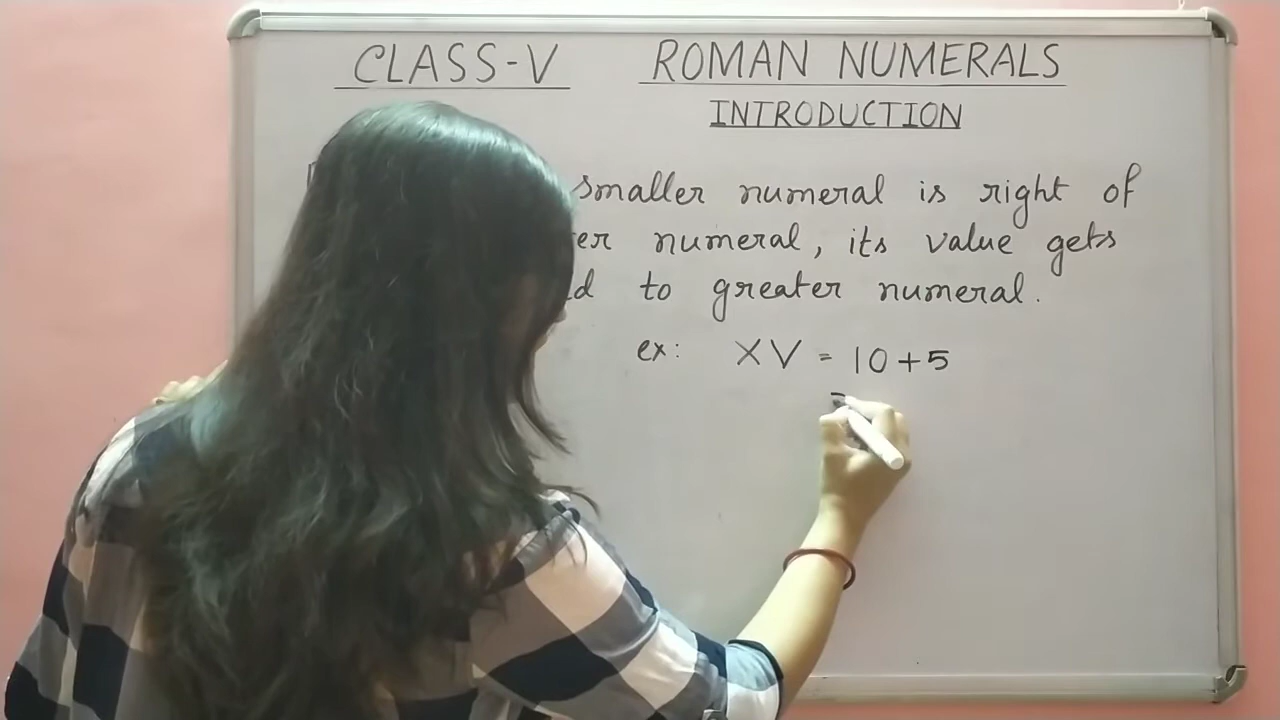 CLASS-V ROMAN NUMERALS
INTRODUCTION
smaller numeral is right of
numeral, its value gets
to greater numeral.
ex: XV = 10+5